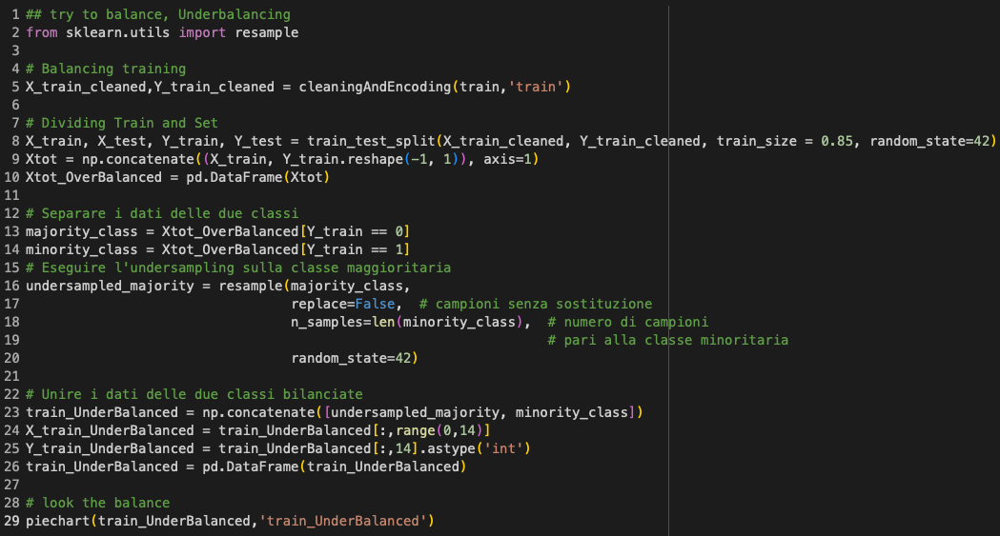 1 ## try to balance, Underbalancing
2 from sklearn.utils import resample
3
4 # Balancing training
5 X_train_cleaned,Y_train_cleaned = cleaningAndEncoding(train,'train')
6
7 # Dividing Train and Set
8 X_train, X_test, Y_train, Y_test = train_test_split(X_train_cleaned, Y_train_cleaned, train_size = 0.85, random_state=42)
9 Xtot = np.concatenate((X_train, Y_train.reshape(-1, 1)), axis=1)
10 Xtot_OverBalanced = pd.DataFrame(Xtot)
11
12 # Separare i dati delle due classi
13 majority_class = Xtot_OverBalanced[Y_train == 0]
14 minority_class = Xtot_OverBalanced[Y_train == 1]
15 # Eseguire l'undersampling sulla classe maggioritaria
16 undersampled_majority = resample(majority_class,
17                                  replace=False,  # campioni senza sostituzione
18                                  n_samples=len(minority_class),  # numero di campioni
19                                                                  # pari alla classe minoritaria
20                                  random_state=42)
21
22 # Unire i dati delle due classi bilanciate
23 train_UnderBalanced = np.concatenate([undersampled_majority, minority_class])
24 X_train_UnderBalanced = train_UnderBalanced[:,range(0,14)]
25 Y_train_UnderBalanced = train_UnderBalanced[:,14].astype('int')
26 train_UnderBalanced = pd.DataFrame(train_UnderBalanced)
27
28 # look the balance
29 piechart(train_UnderBalanced,'train_UnderBalanced')